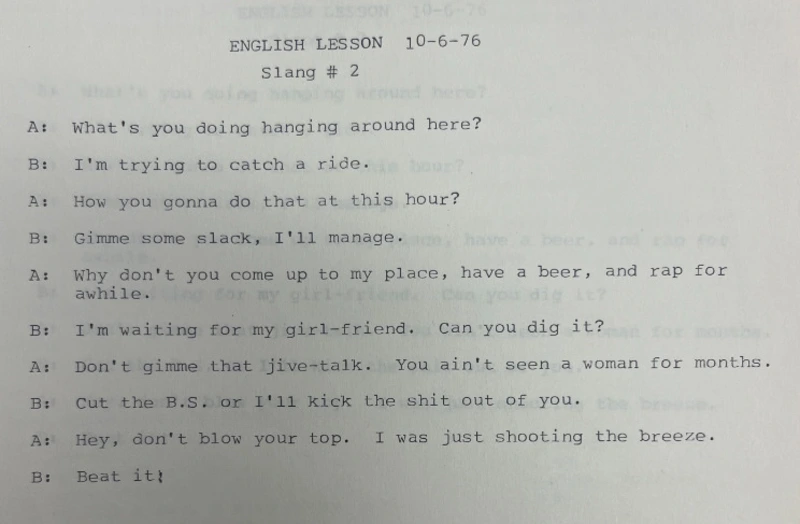 ENGLISH LESSON 10-6-76
Slang # 2
A: What's you doing hanging around here?
B: I'm trying to catch a ride.
A: How you gonna do that at this hour?
B: Gimme some slack, I'll manage.
A: Why don't you come up to my place, have a beer, and rap for
awhile.
B: I'm waiting for my girl-friend. Can you dig it?
A: Don't gimme that jive-talk. You ain't seen a woman for months.
B: Cut the B.S. or I'll kick the shit out of you.
A: Hey, don't blow your top. I was just shooting the breeze.
B: Beat it!